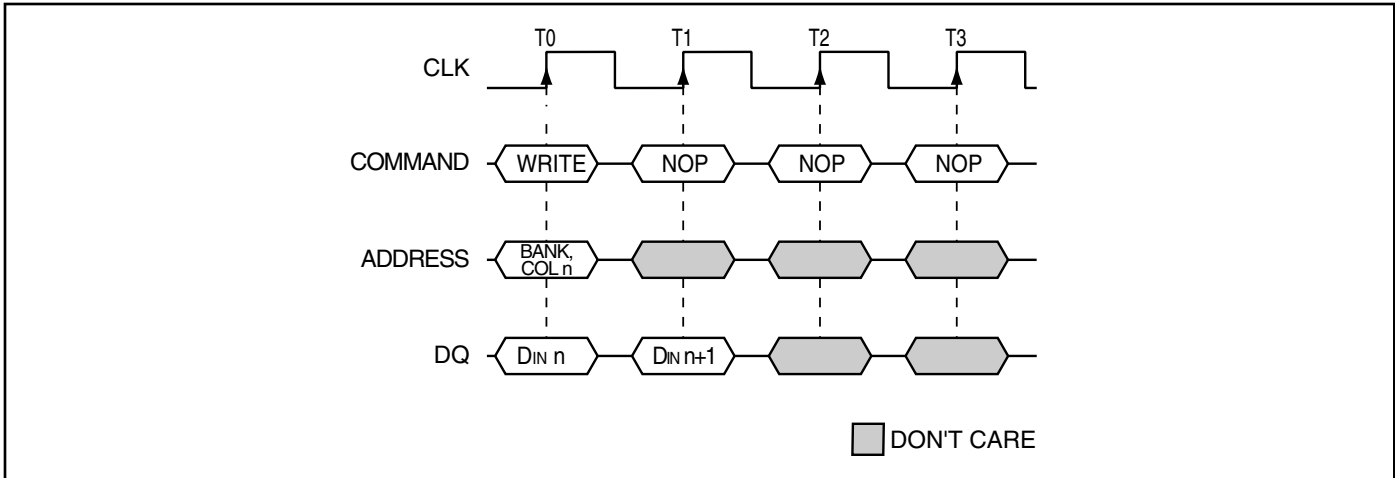 T0 T1 T2 T3
CLK
COMMAND WRITE NOP NOP NOP
ADDRESS BANK,
COL n
DQ DIN n DIN n+1
DON'T CARE